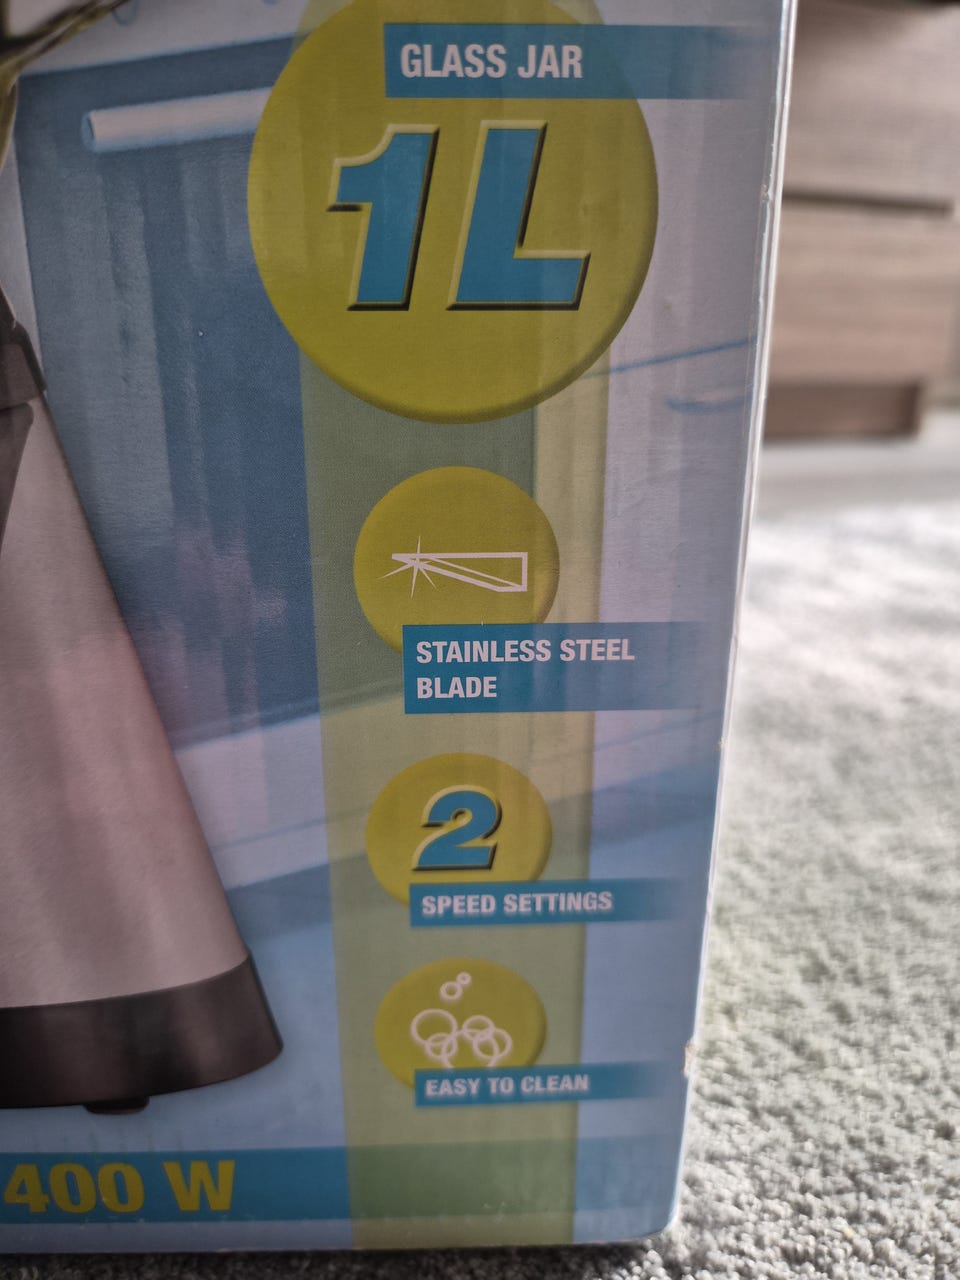 GLASS JAR
1L
STAINLESS STEEL
BLADE
2
SPEED SETTINGS
EASY TO CLEAN
400 W